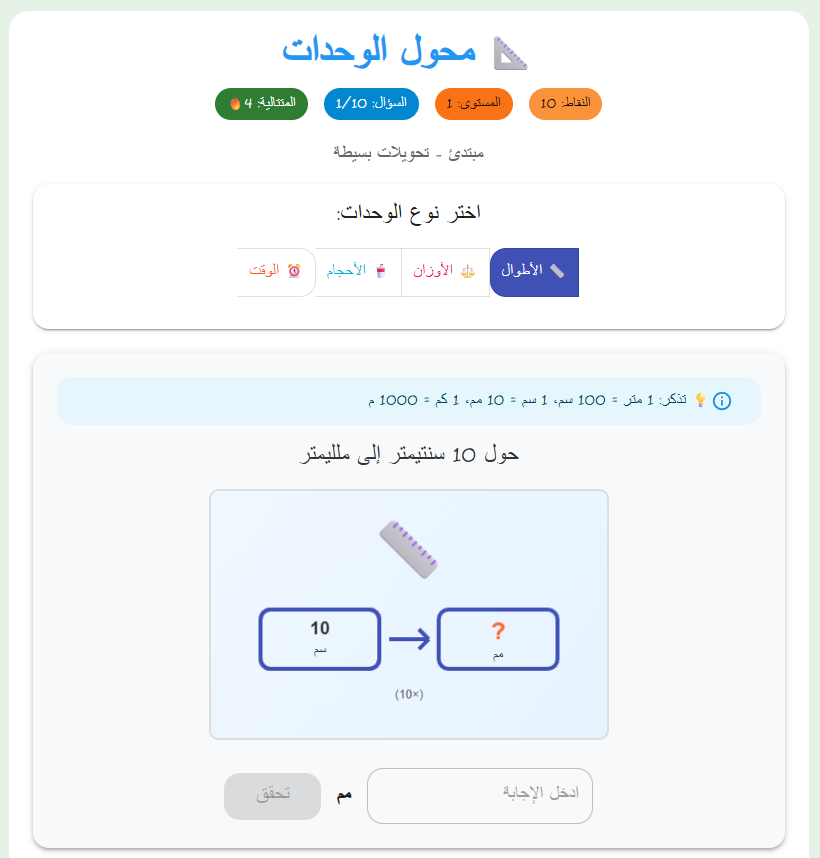 محول الوحدات
النقاط: 10
المستوى: 1
السؤال: 1/10
المتتالية: 4
مبتدئ - تحويلات بسيطة
اختر نوع الوحدات:
الأطوال
الأوزان
الأحجام
الوقت
تذكر: 1 متر = 100 سم، 1 سم = 10 مم، 1 كم = 1000 م
حول 10 سنتيمتر إلى ملليمتر
10
سم
?
مم
(10×)
ادخل الإجابة
مم
تحقق